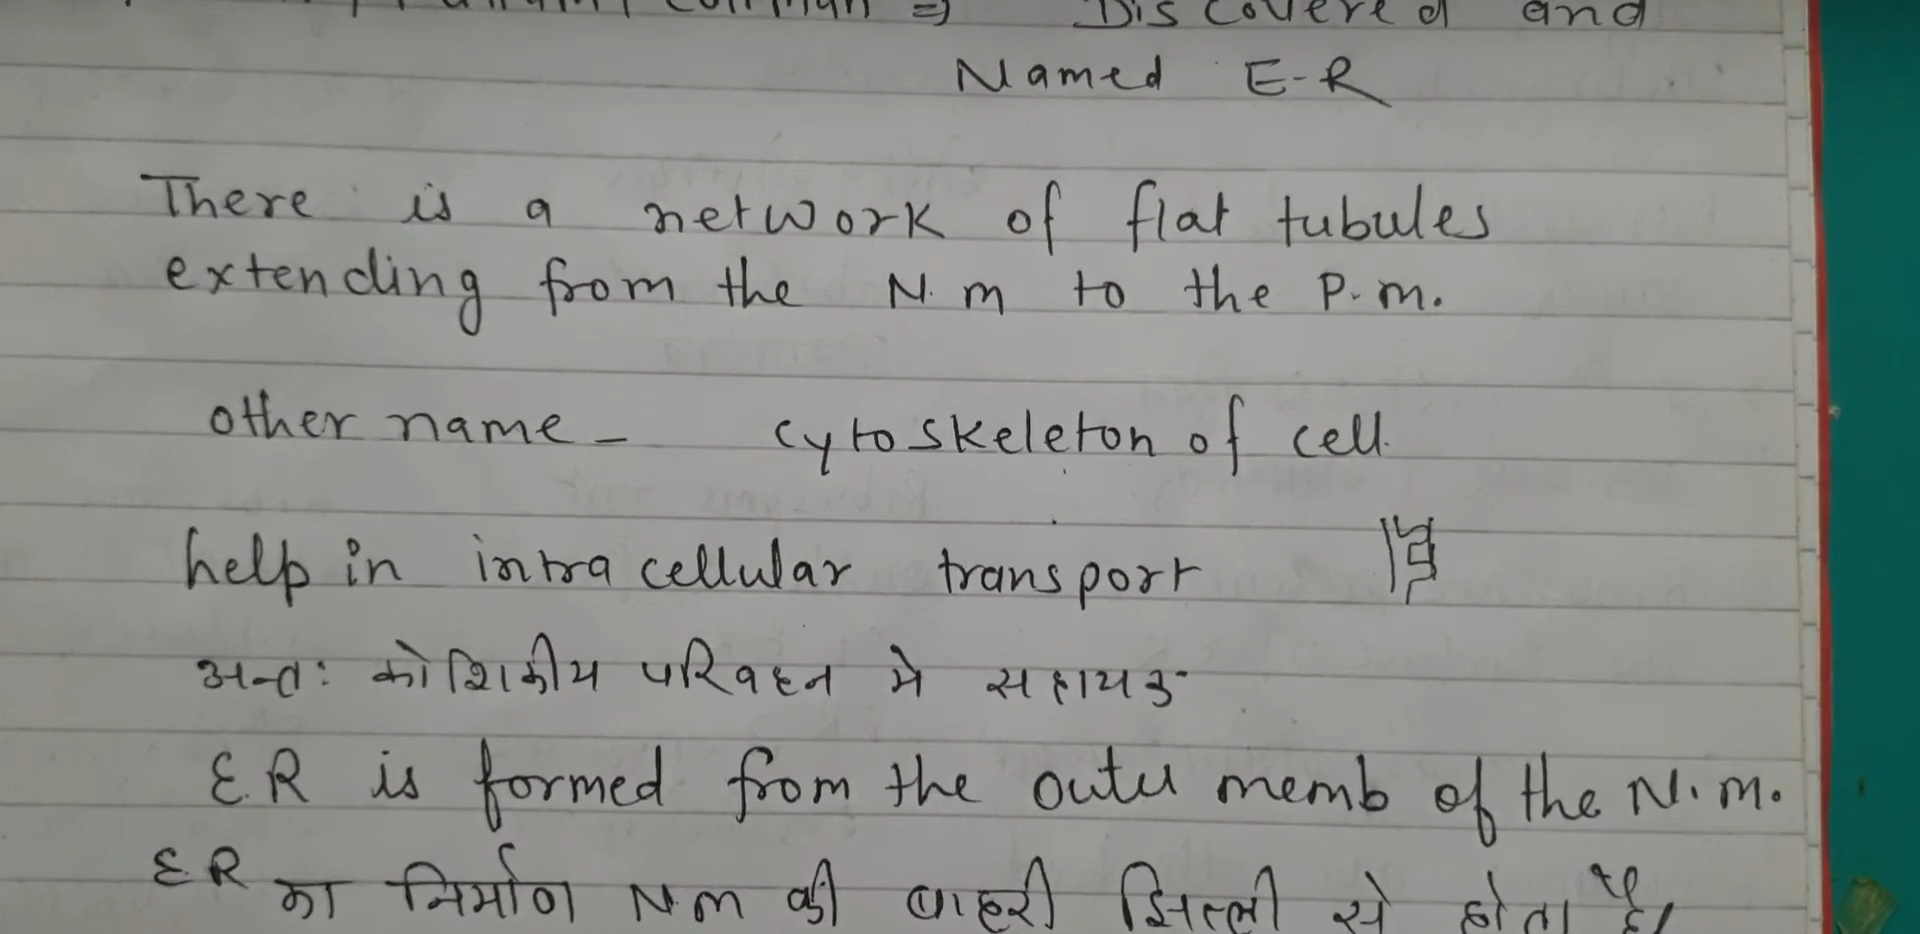 ⇒ Discovered and
Named E-R
There is a network of flat tubules
extending from the N.m to the P.m.
other name - cytoskeleton of cell.
help in intra cellular transport
अन्त: कोशिकीय परिवहन मे सहायक
E.R is formed from the outer memb of the N.m.
ER का निर्माण N.m की बाहरी झिल्ली से होता है।